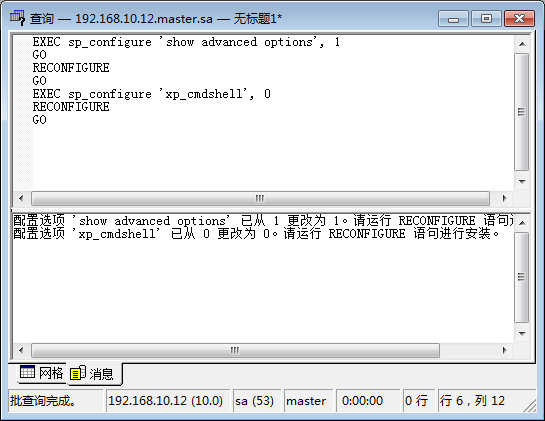 查询 — 192.168.10.12.master.sa — 无标题1*
EXEC sp_configure 'show advanced options', 1
GO
RECONFIGURE
GO
EXEC sp_configure 'xp_cmdshell', 0
RECONFIGURE
GO
配置选项 'show advanced options' 已从 1 更改为 1。请运行 RECONFIGURE 语句
配置选项 'xp_cmdshell' 已从 0 更改为 0。请运行 RECONFIGURE 语句进行安装。
网格 消息
批查询完成。 192.168.10.12 (10.0) sa (53) master 0:00:00 0 行 行 6，列 12